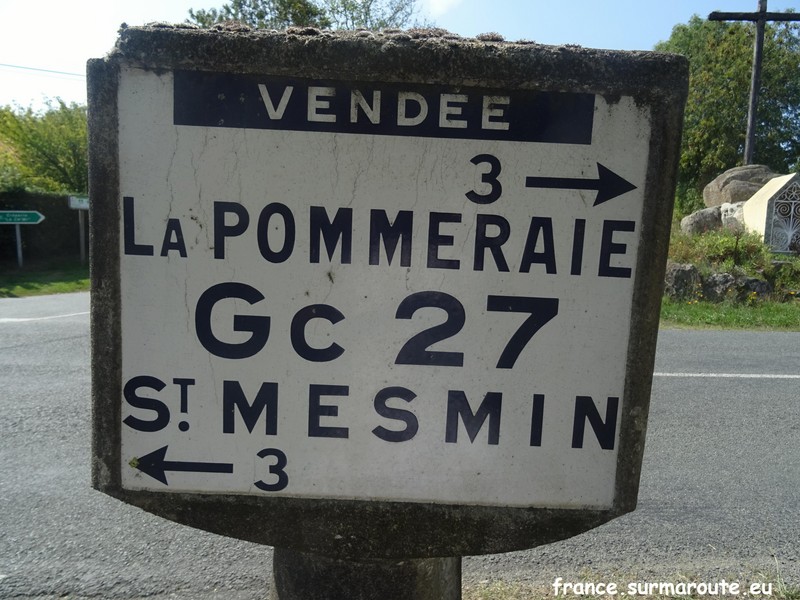 VENDEE
3
LA POMMERAIE
GC 27
ST. MESMIN
3
france.surmaroute.eu